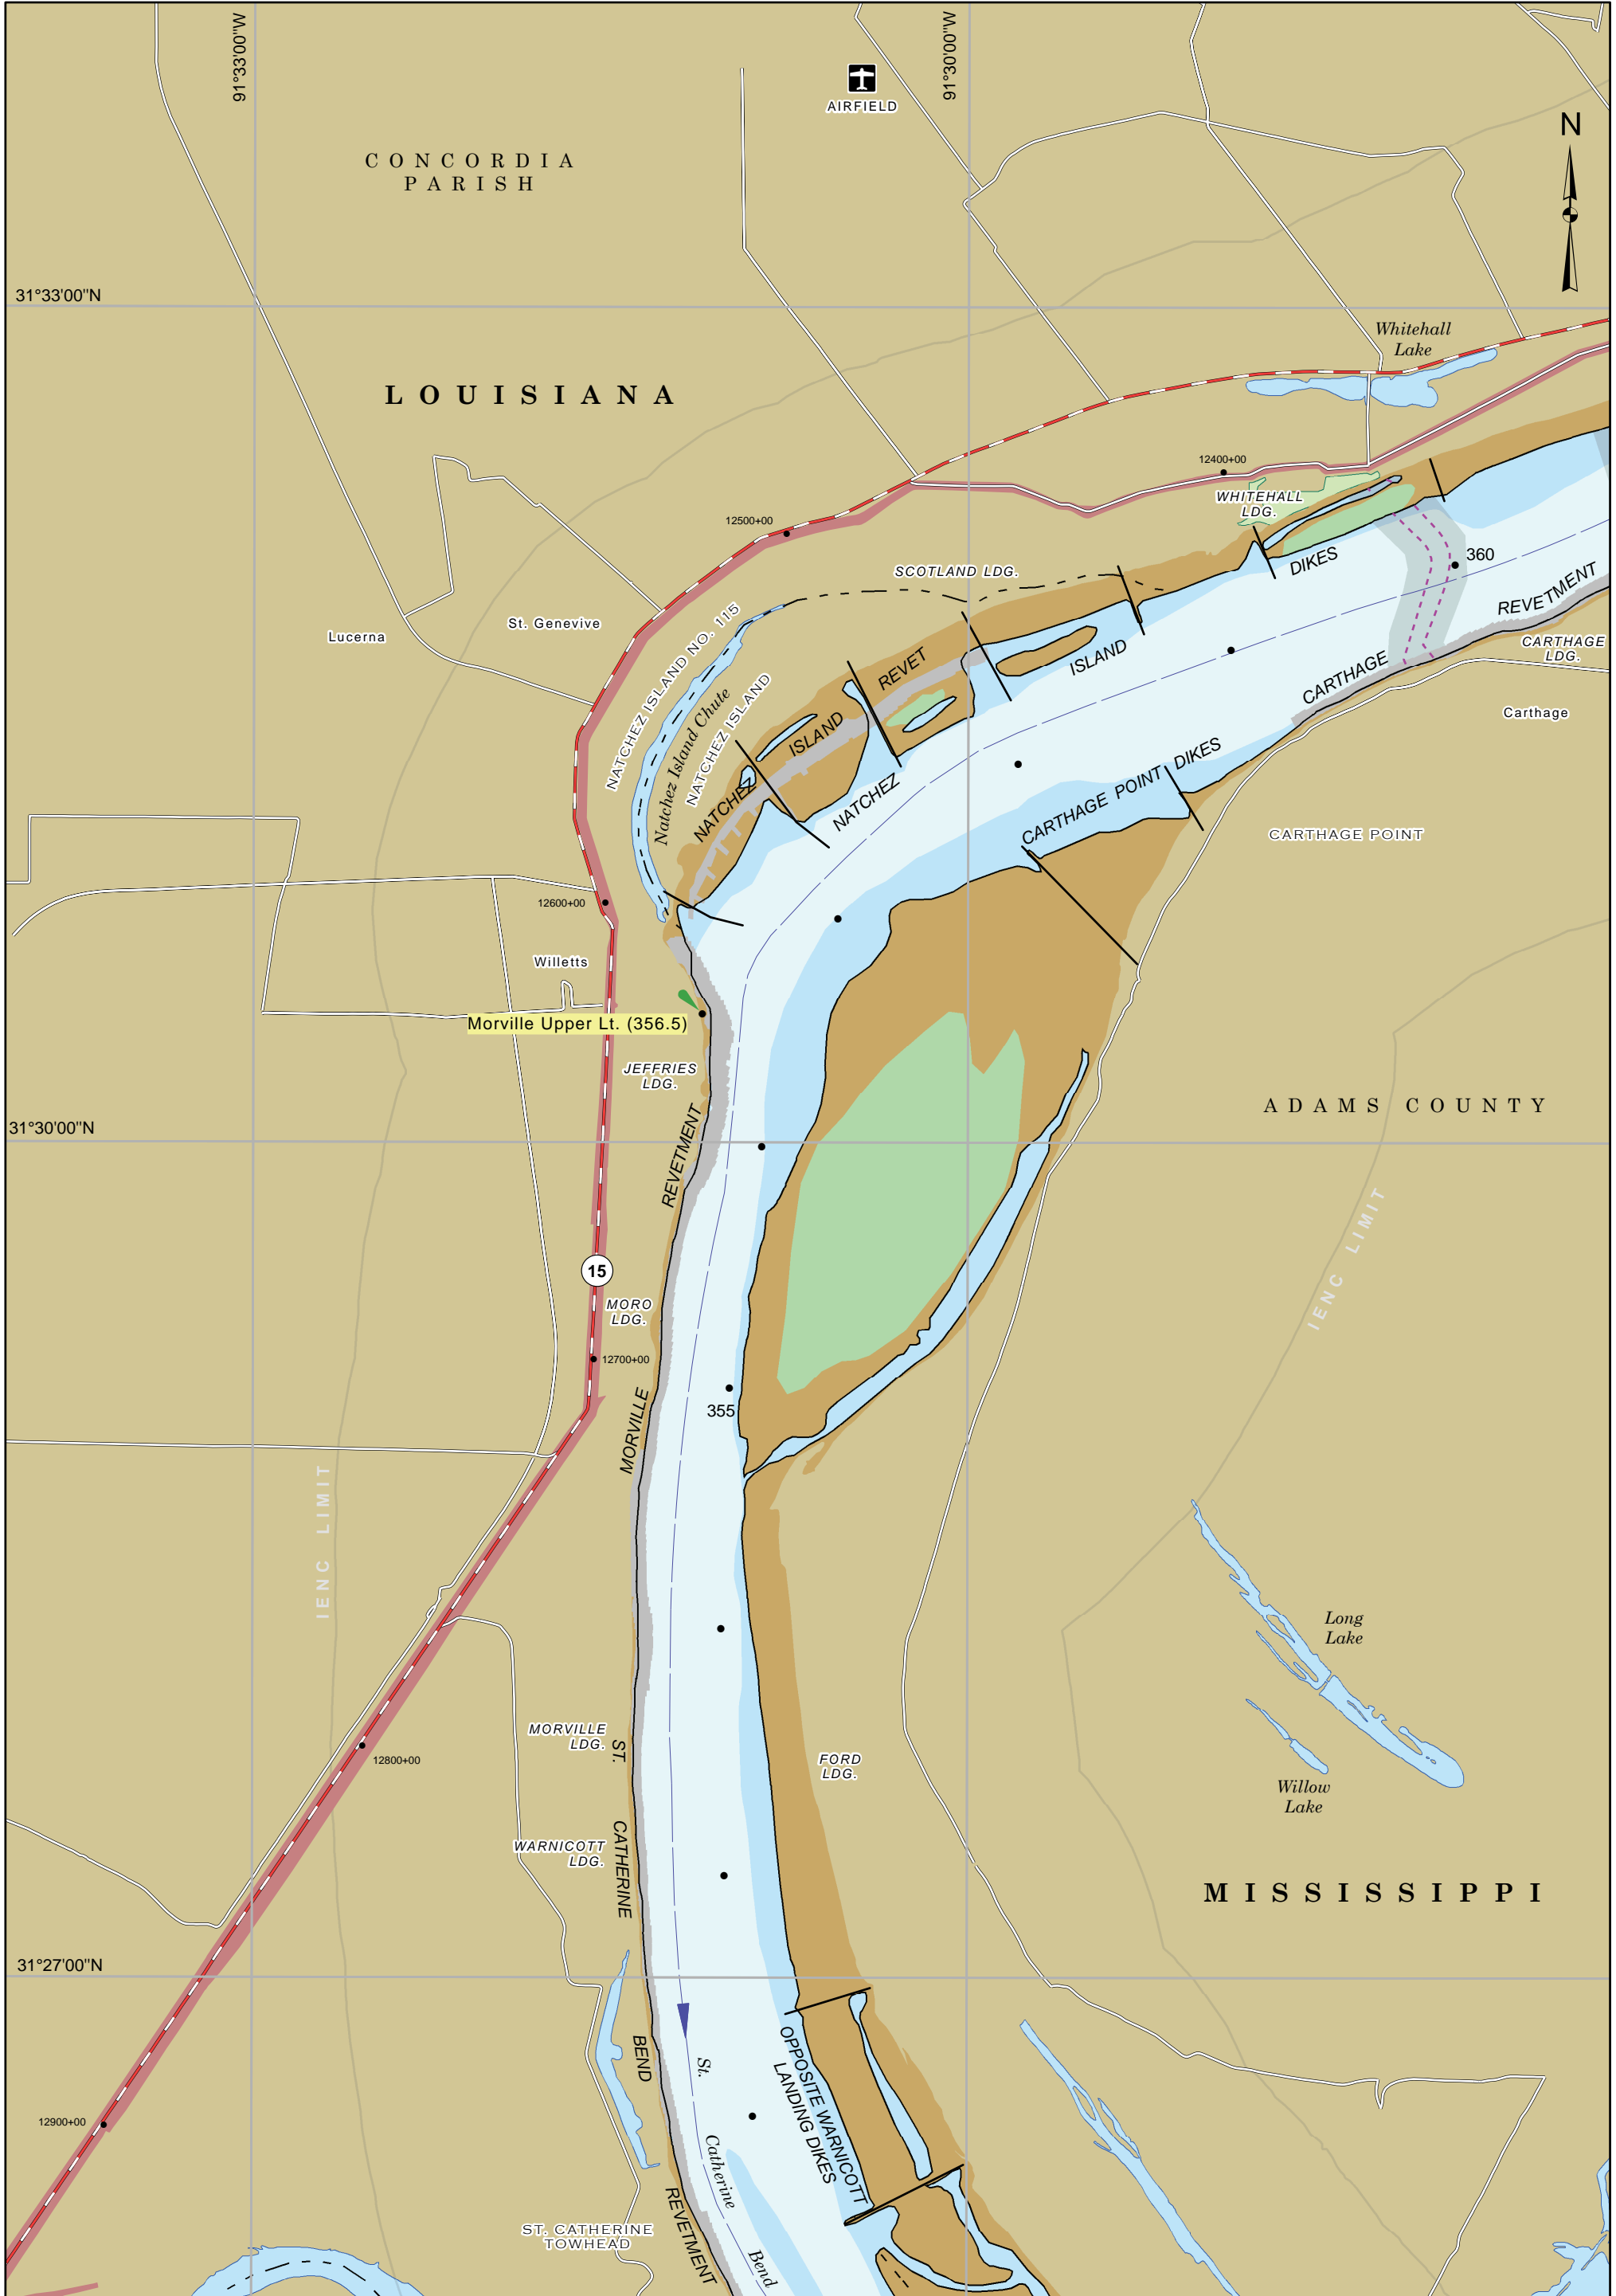 91°33'00"W
91°30'00"W
AIRFIELD
N
CONCORDIA
PARISH
31°33'00"N
Whitehall
Lake
LOUISIANA
12400+00
WHITEHALL
LDG.
12500+00
360
DIKES
SCOTLAND LDG.
REVETMENT
NATCHEZ ISLAND NO. 115
St. Genevive
Lucerna
CARTHAGE
LDG.
REVET
ISLAND
CARTHAGE
Natchez Island Chute
NATCHEZ ISLAND
Carthage
ISLAND
NATCHEZ
NATCHEZ
CARTHAGE POINT DIKES
CARTHAGE POINT
12600+00
Willetts
Morville Upper Lt. (356.5)
JEFFRIES
LDG.
ADAMS COUNTY
31°30'00"N
REVETMENT
IENC LIMIT
15
MORO
LDG.
12700+00
355
MORVILLE
IENC LIMIT
Long
Lake
MORVILLE
LDG.
ST.
12800+00
FORD
LDG.
Willow
Lake
WARNICOTT
LDG.
CATHERINE
MISSISSIPPI
31°27'00"N
BEND
St.
OPPOSITE WARNICOTT
LANDING DIKES
12900+00
Catherine
REVETMENT
ST. CATHERINE
TOWHEAD
Bend